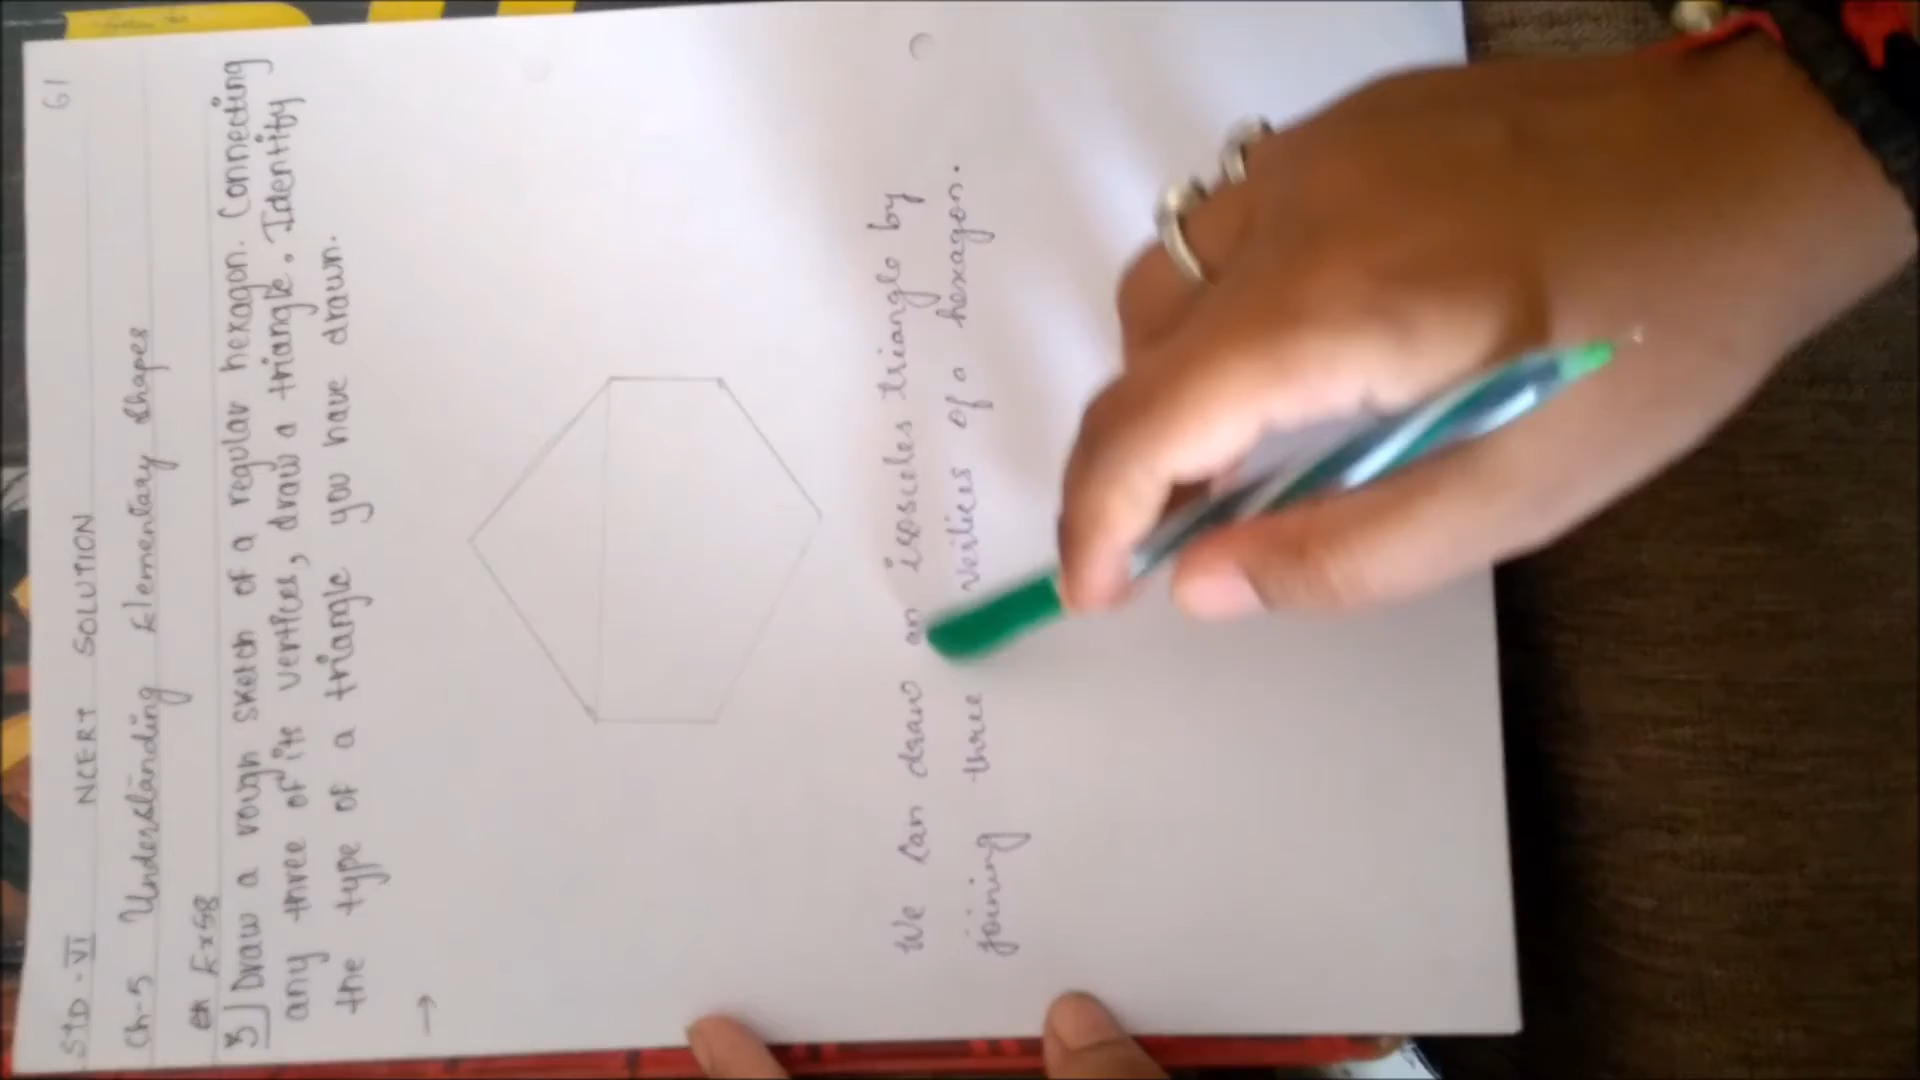 61
STD - VI NCERT SOLUTION
Ch-5 Understanding Elementary Shapes
Ex 5.8
3] Draw a rough sketch of a regular hexagon. Connecting
any three of its vertices, draw a triangle. Identify
the type of a triangle you have drawn.
→
We can draw an isosceles triangle by
joining three vertices of a hexagon.